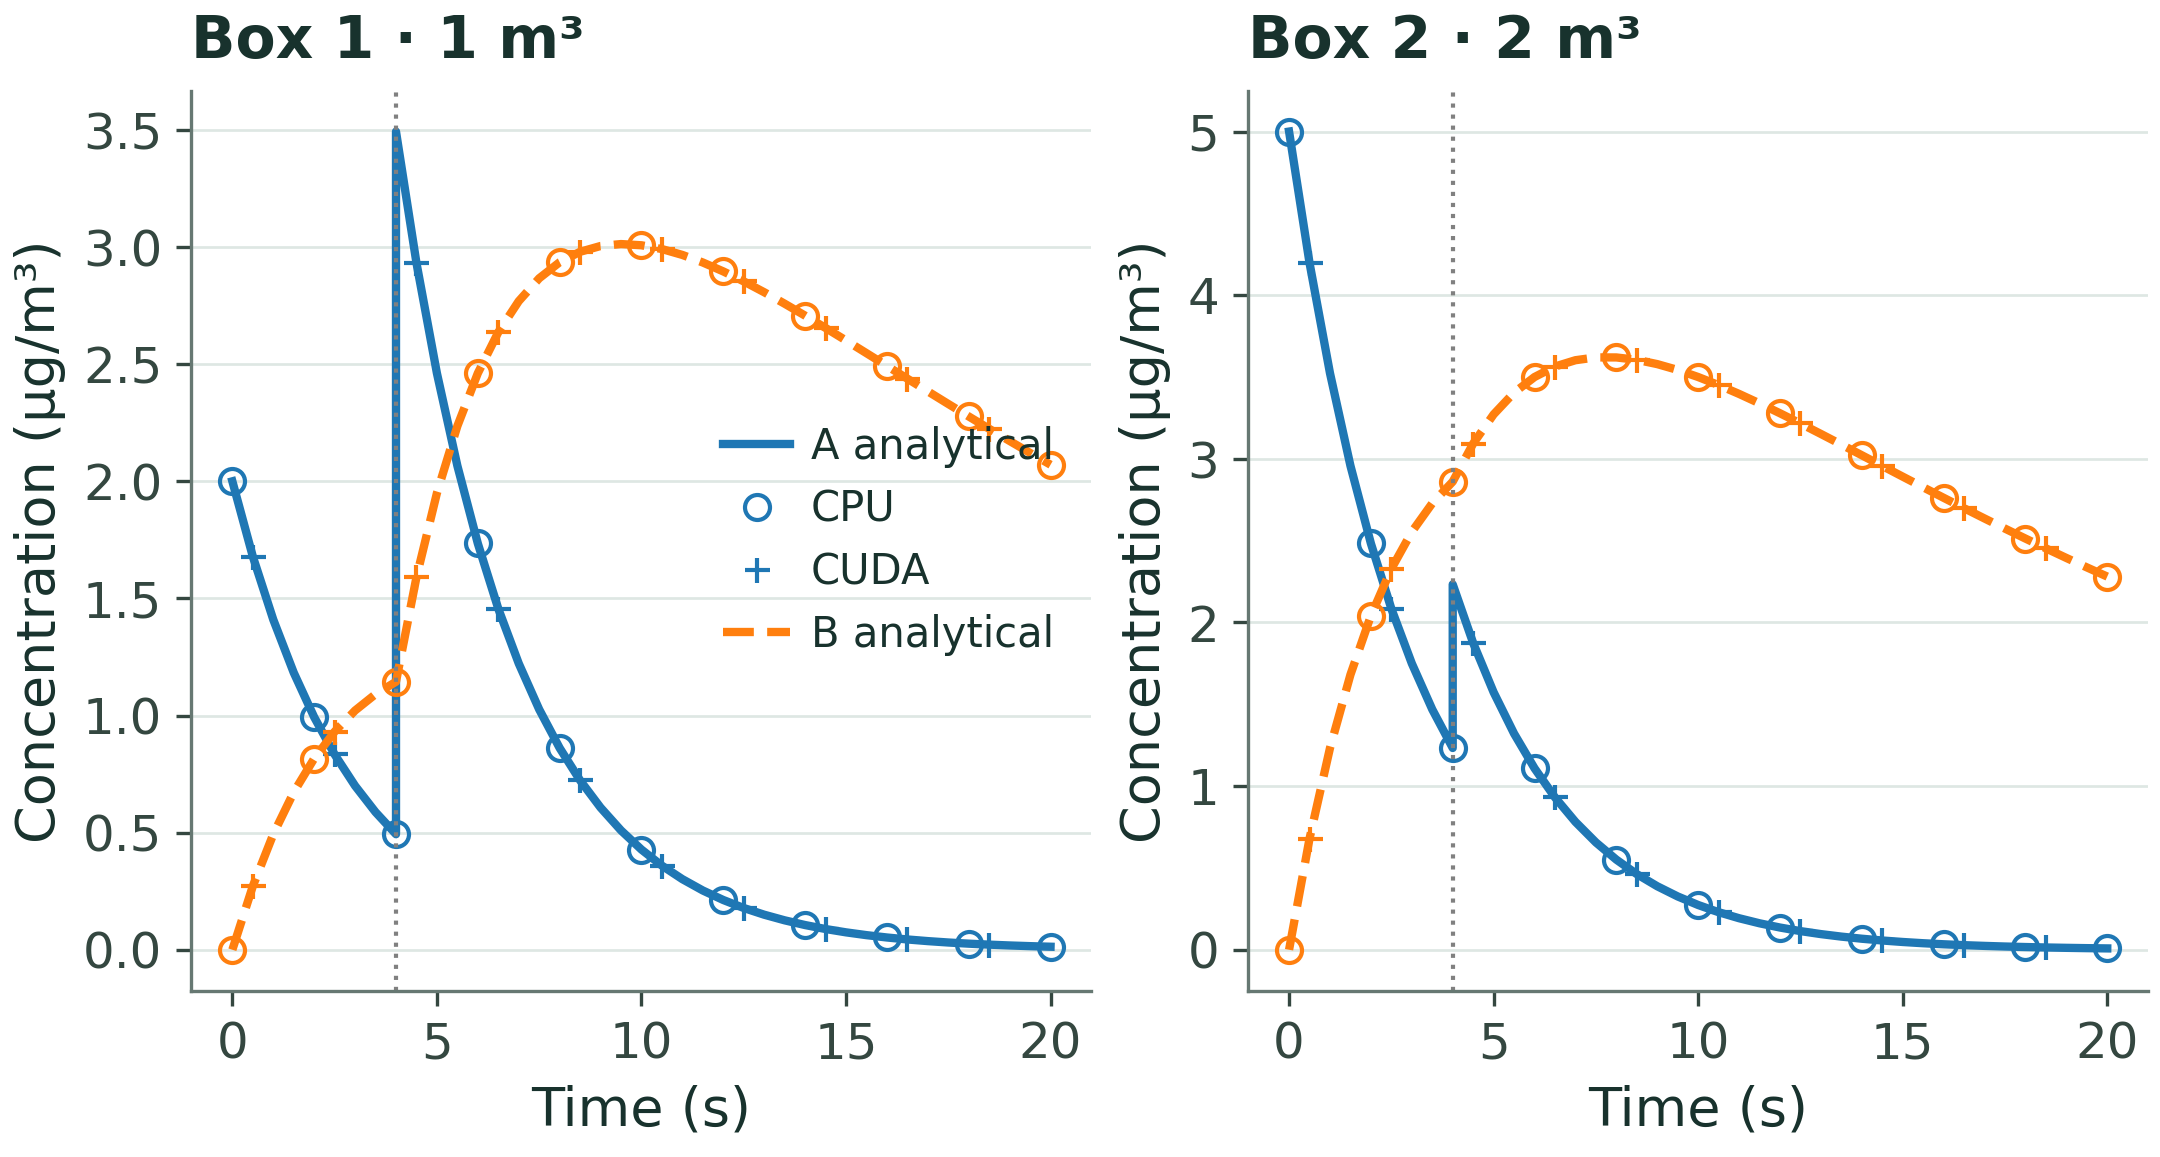 Box 1 · 1 m³
Concentration (µg/m³)
3.5
3.0
2.5
2.0
1.5
1.0
0.5
0.0
A analytical
CPU
CUDA
B analytical
0 5 10 15 20
Time (s)
Box 2 · 2 m³
Concentration (µg/m³)
5
4
3
2
1
0
0 5 10 15 20
Time (s)